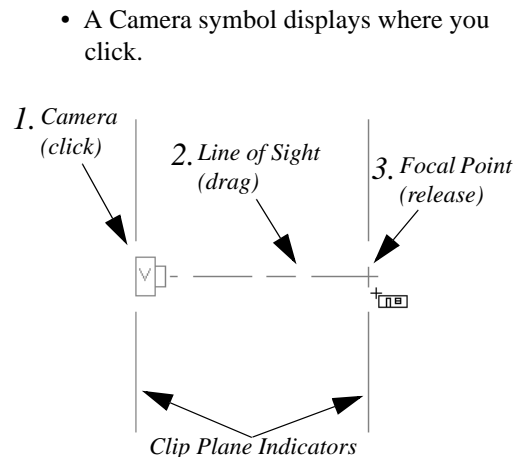 • A Camera symbol displays where you
click.
1. Camera
(click)
2. Line of Sight
(drag)
3. Focal Point
(release)
Clip Plane Indicators